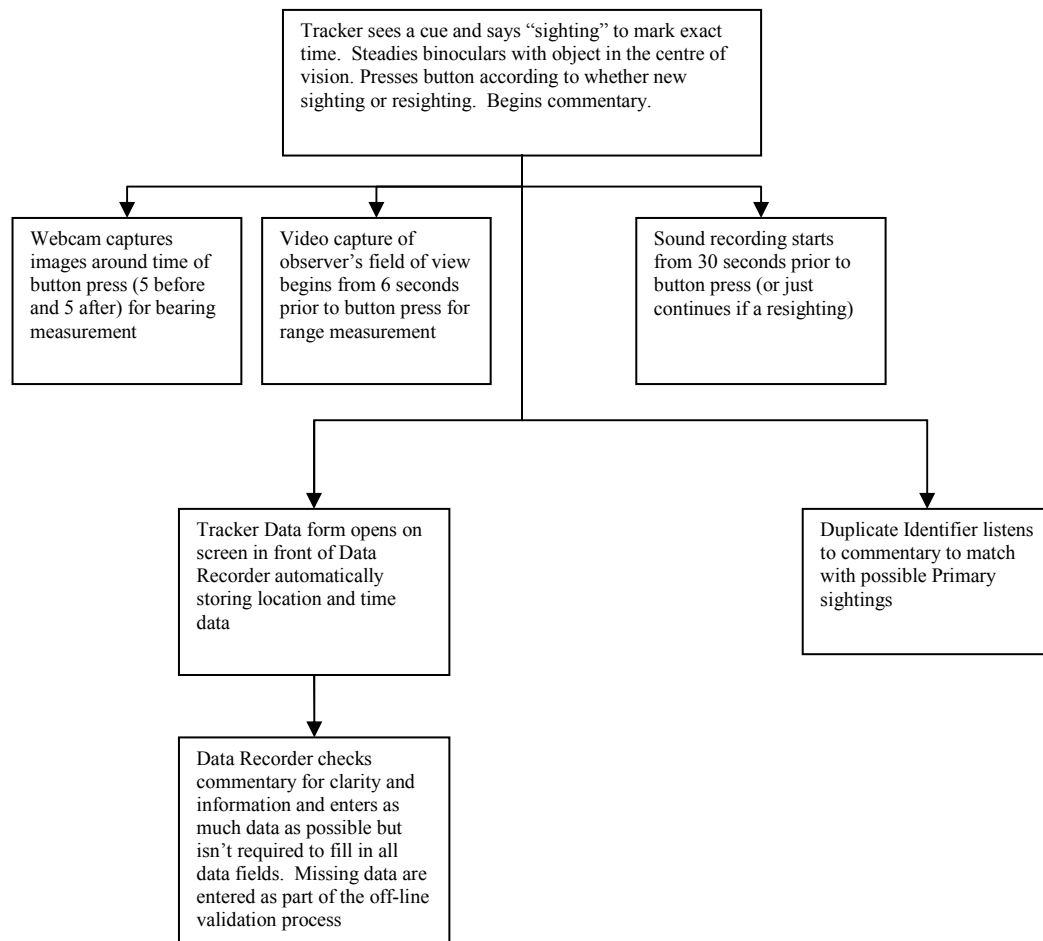 Tracker sees a cue and says “sighting” to mark exact
time.  Steadies binoculars with object in the centre of
vision. Presses button according to whether new
sighting or resighting.  Begins commentary.
Webcam captures
images around time of
button press (5 before
and 5 after) for bearing
measurement
Video capture of
observer’s field of view
begins from 6 seconds
prior to button press for
range measurement
Sound recording starts
from 30 seconds prior to
button press (or just
continues if a resighting)
Tracker Data form opens on
screen in front of Data
Recorder automatically
storing location and time
data
Duplicate Identifier listens
to commentary to match
with possible Primary
sightings
Data Recorder checks
commentary for clarity and
information and enters as
much data as possible but
isn’t required to fill in all
data fields.  Missing data are
entered as part of the off-line
validation process